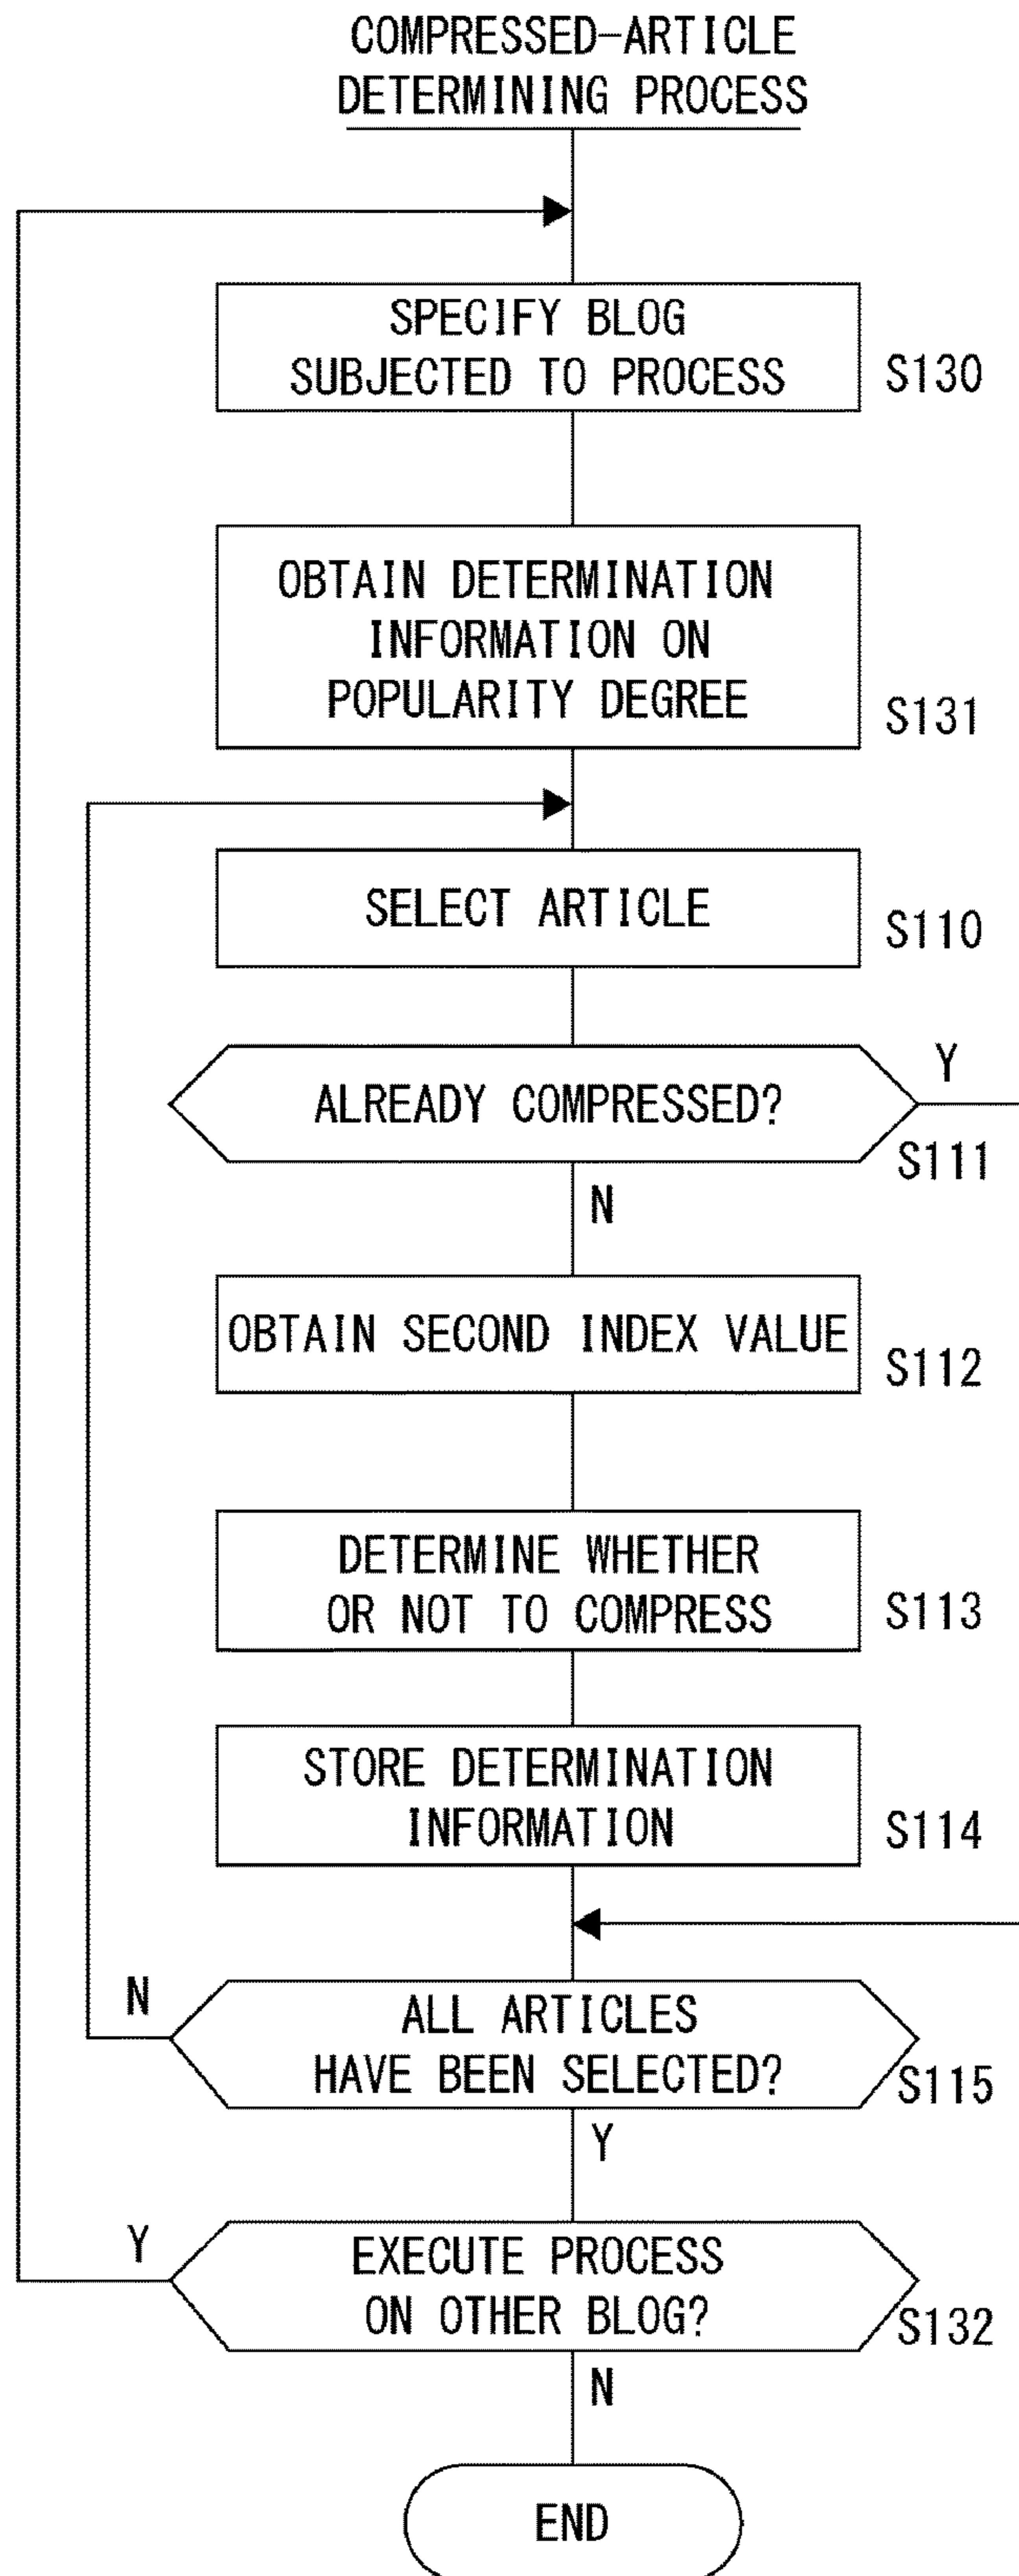 COMPRESSED-ARTICLE
DETERMINING PROCESS
SPECIFY BLOG
SUBJECTED TO PROCESS
S130
OBTAIN DETERMINATION
INFORMATION ON
POPULARITY DEGREE
S131
SELECT ARTICLE
S110
Y
ALREADY COMPRESSED?
S111
N
OBTAIN SECOND INDEX VALUE
S112
DETERMINE WHETHER
OR NOT TO COMPRESS
S113
STORE DETERMINATION
INFORMATION
S114
N
ALL ARTICLES
HAVE BEEN SELECTED?
S115
Y
Y
EXECUTE PROCESS
ON OTHER BLOG?
S132
N
END